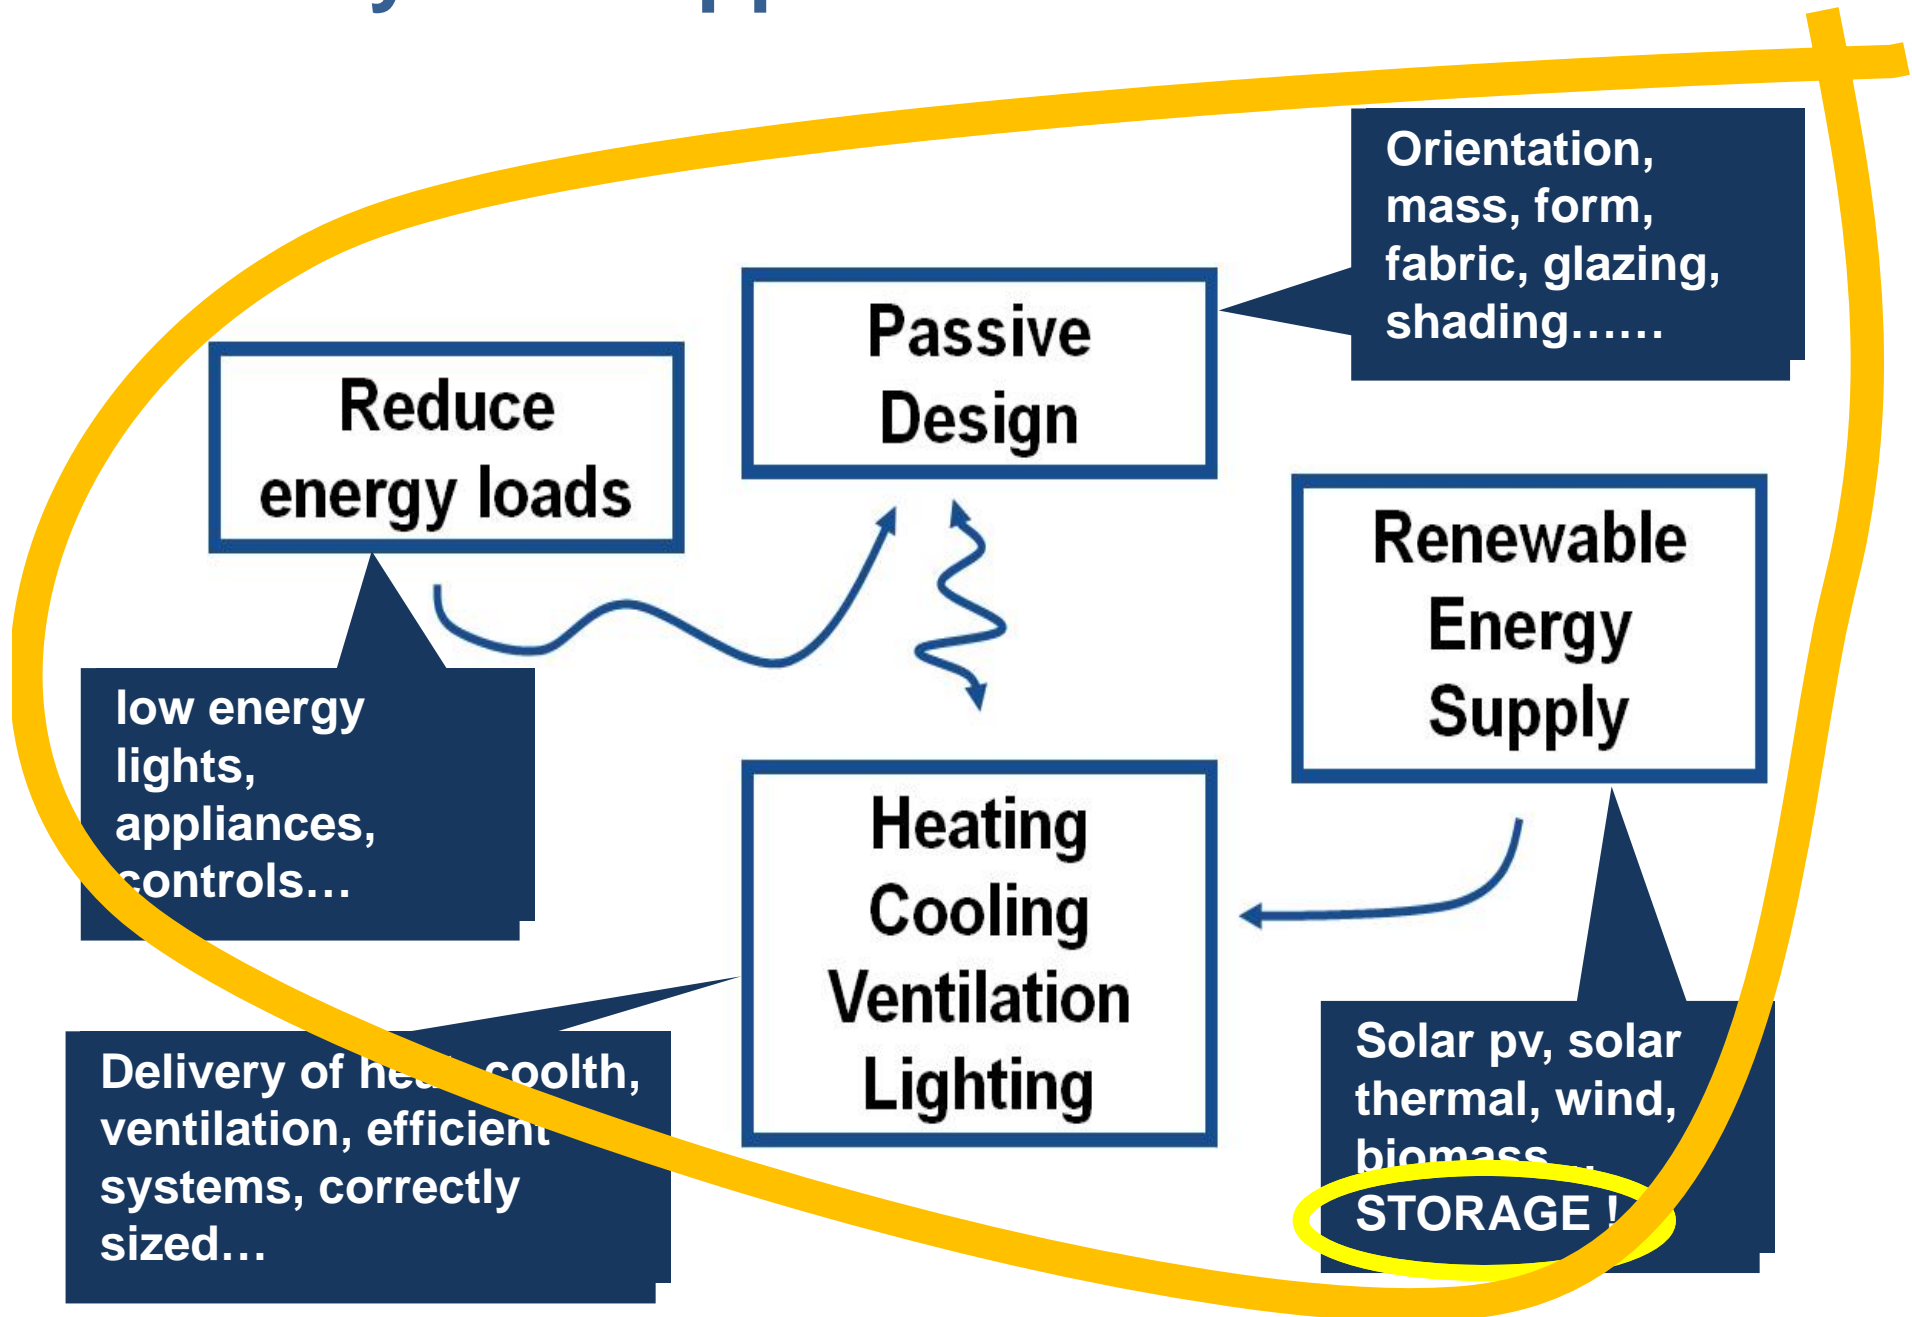 Orientation,
mass, form,
fabric, glazing,
shading……
Passive
Design
Reduce
energy loads
Renewable
Energy
Supply
low energy
lights,
appliances,
controls…
Heating
Cooling
Ventilation
Lighting
Delivery of heat, coolth,
ventilation, efficient
systems, correctly
sized…
Solar pv, solar
thermal, wind,
biomass…
STORAGE !